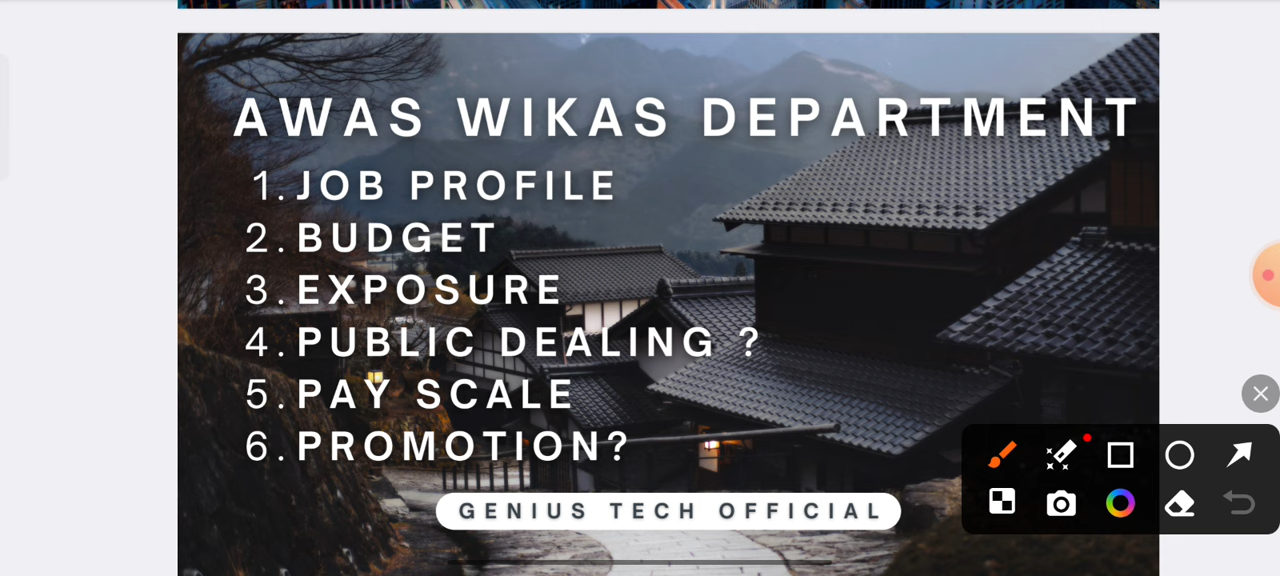 AWAS WIKAS DEPARTMENT
1. JOB PROFILE
2. BUDGET
3. EXPOSURE
4. PUBLIC DEALING ?
5. PAY SCALE
6. PROMOTION?
GENIUS TECH OFFICIAL